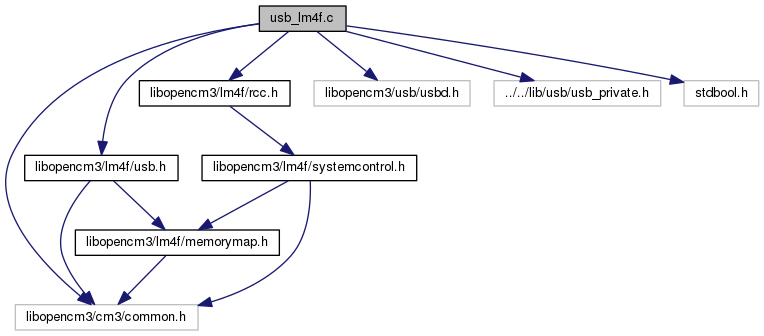 usb_lm4f.c
libopencm3/lm4f/rcc.h
libopencm3/usb/usbd.h
../../lib/usb/usb_private.h
stdbool.h
libopencm3/lm4f/usb.h
libopencm3/lm4f/systemcontrol.h
libopencm3/lm4f/memorymap.h
libopencm3/cm3/common.h